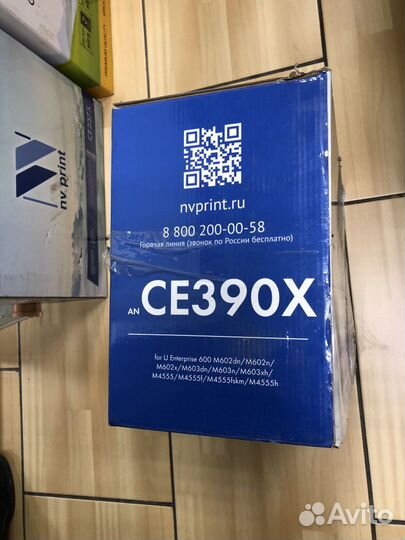 nvprint.ru
8 800 200-00-58
Горячая линия (звонок по России бесплатно)
AN CE390X
for LJ Enterprise 600 M602dn/M602n/
M602x/M603dn/M603n/M603xh/
M4555/M4555f/M4555fskm/M4555h
nv print
CE237X
Avito